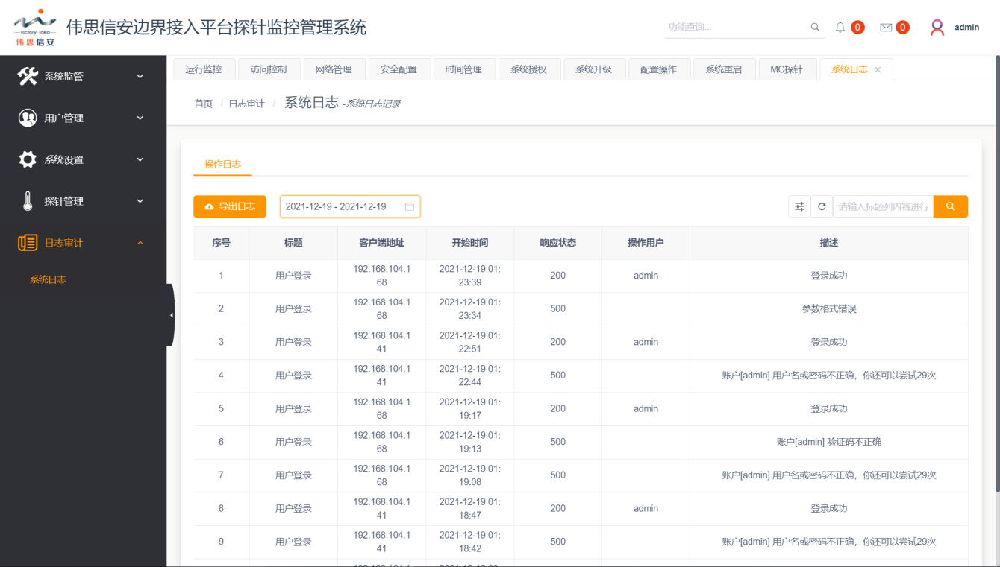 victory-idea
伟思信安
伟思信安边界接入平台探针监控管理系统
功能查询...
0
0
admin
系统监管
用户管理
系统设置
探针管理
日志审计
系统日志
运行监控 访问控制 网络管理 安全配置 时间管理 系统授权 系统升级 配置操作 系统重启 MC探针 系统日志 ×
首页 / 日志审计 / 系统日志 -系统日志记录
操作日志
导出日志
2021-12-19 - 2021-12-19
请输入标题列内容进行
序号 标题 客户端地址 开始时间 响应状态 操作用户 描述
1 用户登录 192.168.104.168 2021-12-19 01:23:39 200 admin 登录成功
2 用户登录 192.168.104.168 2021-12-19 01:23:34 500 参数格式错误
3 用户登录 192.168.104.141 2021-12-19 01:22:51 200 admin 登录成功
4 用户登录 192.168.104.141 2021-12-19 01:22:44 500 账户[admin] 用户名或密码不正确，你还可以尝试29次
5 用户登录 192.168.104.168 2021-12-19 01:19:17 200 admin 登录成功
6 用户登录 192.168.104.168 2021-12-19 01:19:13 500 账户[admin] 验证码不正确
7 用户登录 192.168.104.168 2021-12-19 01:19:08 500 账户[admin] 用户名或密码不正确，你还可以尝试29次
8 用户登录 192.168.104.141 2021-12-19 01:18:47 200 admin 登录成功
9 用户登录 192.168.104.141 2021-12-19 01:18:42 500 账户[admin] 用户名或密码不正确，你还可以尝试29次